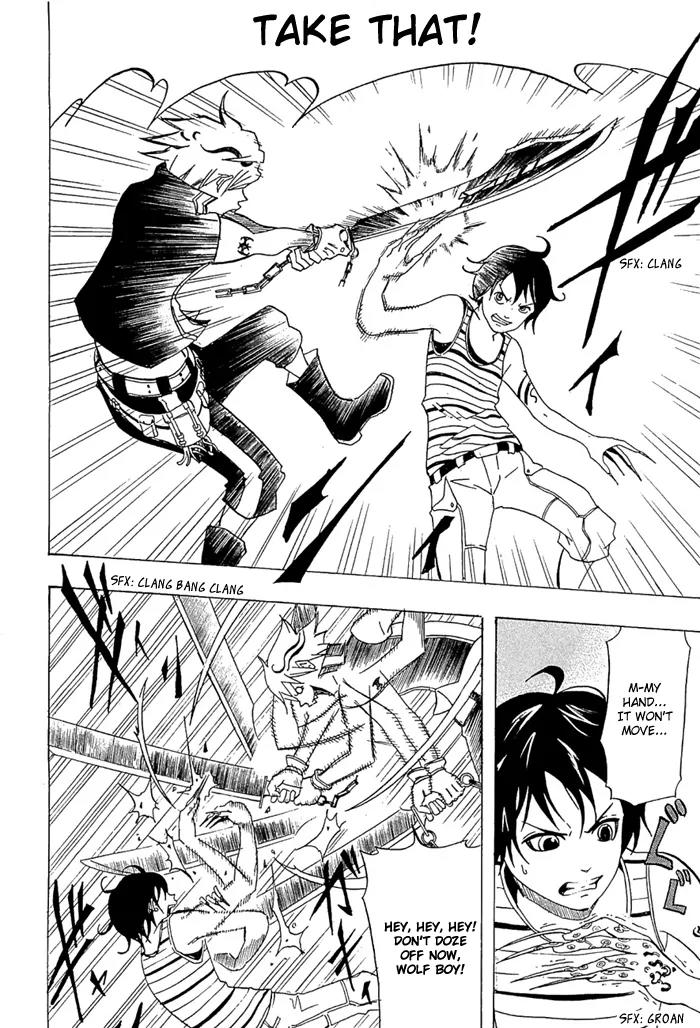 TAKE THAT!
SFX: CLANG
M-MY
HAND...
IT WON'T
MOVE...
SFX: GROAN
SFX: CLANG BANG CLANG
HEY, HEY, HEY!
DON'T DOZE
OFF NOW,
WOLF BOY!